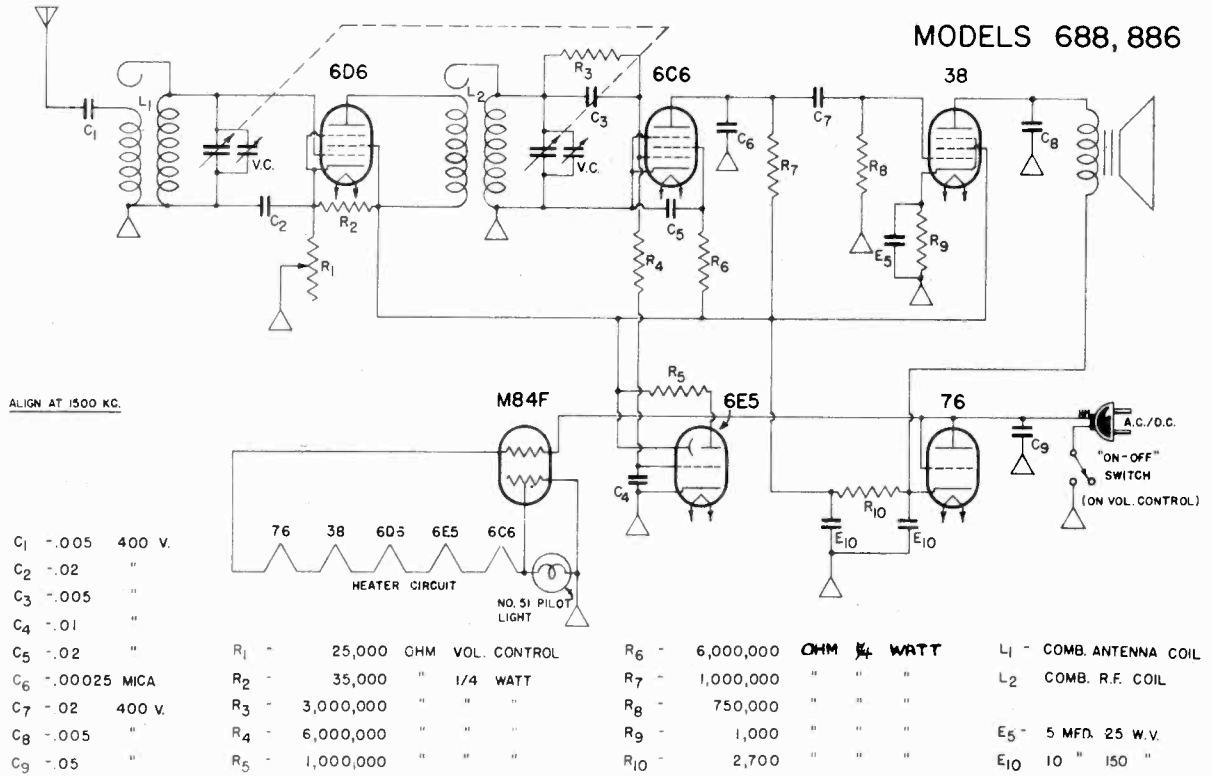 MODELS 688, 886
6D6
6C6
38
R3
L1
L2
C1
C3
V.C.
V.C.
C6
C7
C8
R7
R8
C2
R2
C5
R1
R4
R6
E5
R9
ALIGN AT 1500 KC.
M84F
R5
6E5
76
A.C./D.C.
C9
"ON-OFF"
SWITCH
(ON VOL. CONTROL)
C4
R10
E10
E10
76 38 6D6 6E5 6C6
HEATER CIRCUIT
NO. 51 PILOT
LIGHT
C1 -.005 400 V.
C2 -.02 "
C3 -.005 "
C4 -.01 "
C5 -.02 "
C6 -.00025 MICA
C7 -.02 400 V.
C8 -.005 "
C9 -.05 "
R1 - 25,000 OHM VOL. CONTROL
R2 - 35,000 " 1/4 WATT
R3 - 3,000,000 " " "
R4 - 6,000,000 " " "
R5 - 1,000,000 " " "
R6 - 6,000,000 OHM 1/4 WATT
R7 - 1,000,000 " " "
R8 - 750,000 " " "
R9 - 1,000 " " "
R10 - 2,700 " " "
L1 - COMB. ANTENNA COIL
L2 COMB. R.F. COIL
E5 - 5 MFD. 25 W.V.
E10 10 " 150 "